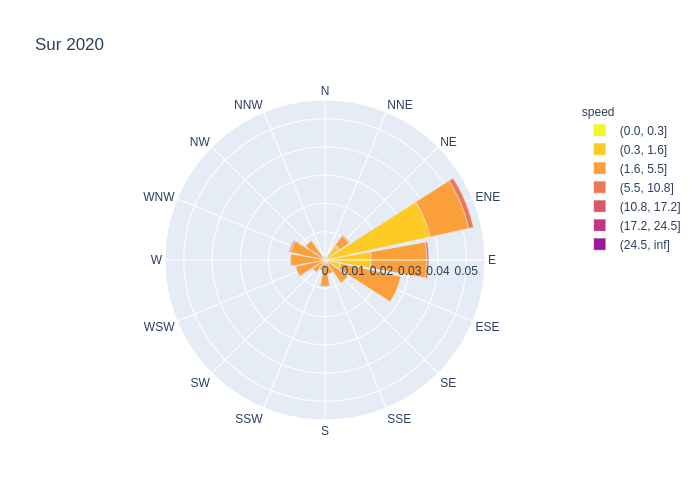 Sur 2020
N
NNE
NE
ENE
E
ESE
SE
SSE
S
SSW
SW
WSW
W
WNW
NW
NNW
0
0.01
0.02
0.03
0.04
0.05
speed
(0.0, 0.3]
(0.3, 1.6]
(1.6, 5.5]
(5.5, 10.8]
(10.8, 17.2]
(17.2, 24.5]
(24.5, inf]